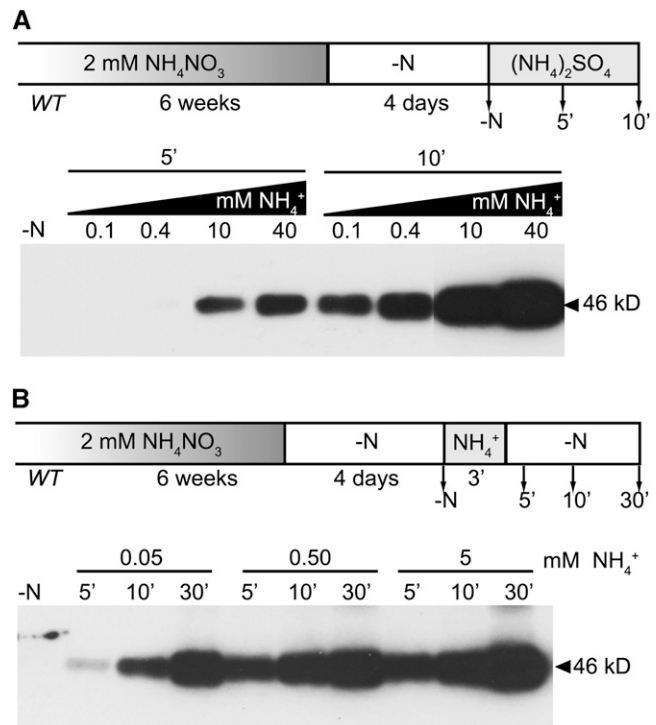 A
2 mM NH₄NO₃ -N (NH₄)₂SO₄
WT 6 weeks 4 days -N 5' 10'
5' 10'
mM NH₄⁺ mM NH₄⁺
-N 0.1 0.4 10 40 0.1 0.4 10 40
46 kD
B
2 mM NH₄NO₃ -N NH₄⁺ -N
WT 6 weeks 4 days -N 3' 5' 10' 30'
0.05 0.50 5 mM NH₄⁺
-N 5' 10' 30' 5' 10' 30' 5' 10' 30'
46 kD